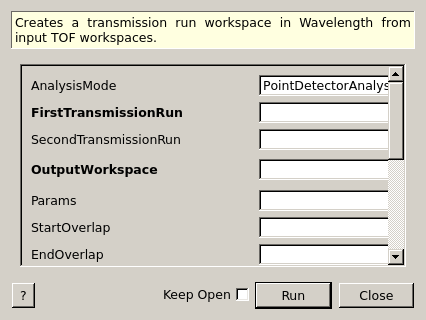 Creates a transmission run workspace in Wavelength from
input TOF workspaces.
AnalysisMode
PointDetectorAnalys
FirstTransmissionRun
SecondTransmissionRun
OutputWorkspace
Params
StartOverlap
EndOverlap
?
Keep Open
Run
Close